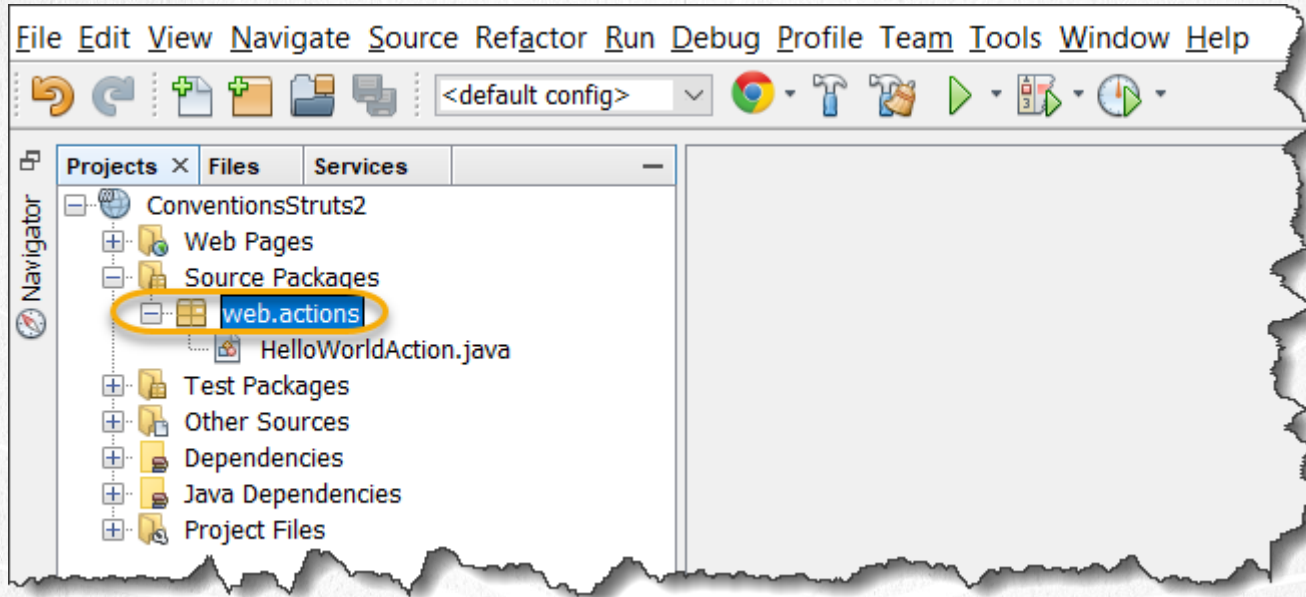 File Edit View Navigate Source Refactor Run Debug Profile Team Tools Window Help
<default config>
Projects Files Services
Navigator
ConventionsStruts2
Web Pages
Source Packages
web.actions
HelloWorldAction.java
Test Packages
Other Sources
Dependencies
Java Dependencies
Project Files